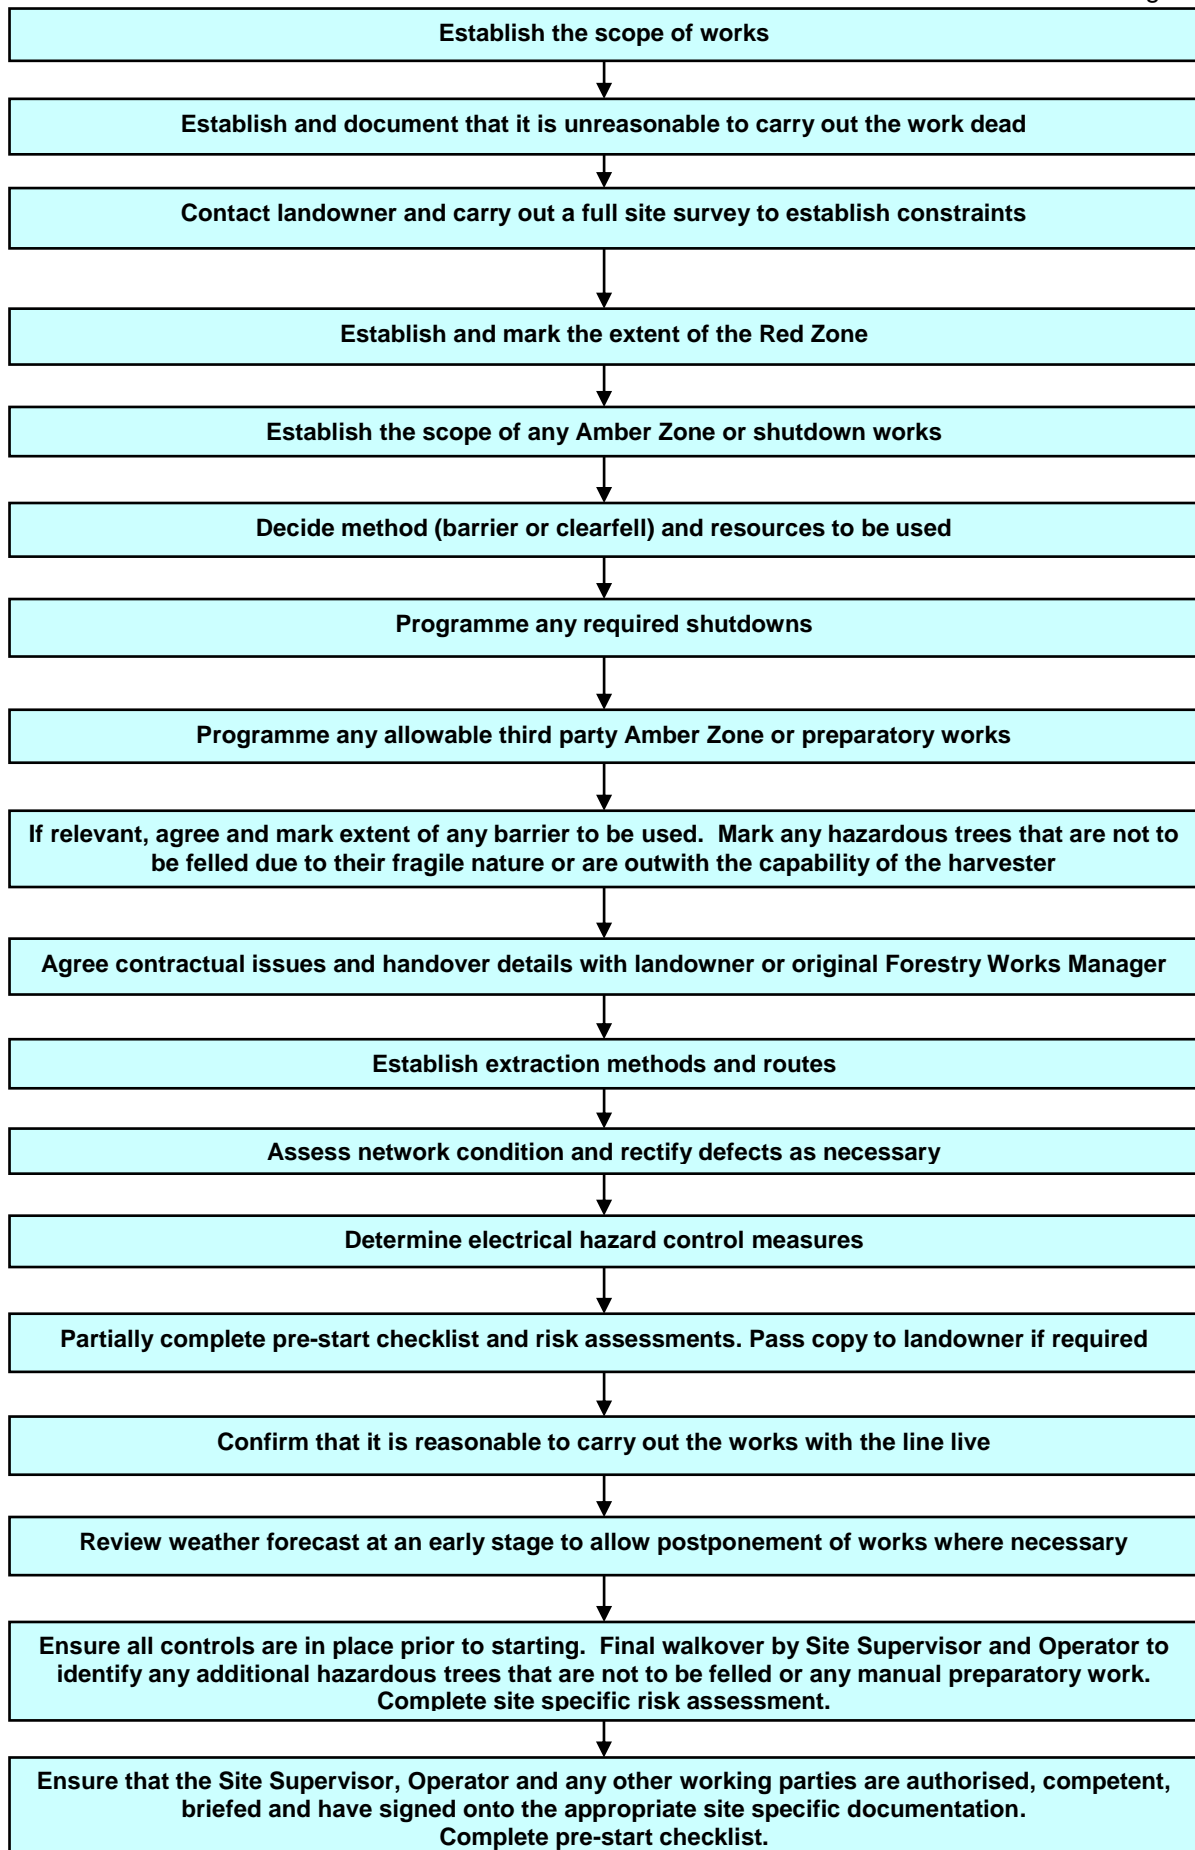 Establish the scope of works
Establish and document that it is unreasonable to carry out the work dead
Contact landowner and carry out a full site survey to establish constraints
Establish and mark the extent of the Red Zone
Establish the scope of any Amber Zone or shutdown works
Decide method (barrier or clearfell) and resources to be used
Programme any required shutdowns
Programme any allowable third party Amber Zone or preparatory works
If relevant, agree and mark extent of any barrier to be used.  Mark any hazardous trees that are not to
be felled due to their fragile nature or are outwith the capability of the harvester
Agree contractual issues and handover details with landowner or original Forestry Works Manager
Establish extraction methods and routes
Assess network condition and rectify defects as necessary
Determine electrical hazard control measures
Partially complete pre-start checklist and risk assessments. Pass copy to landowner if required
Confirm that it is reasonable to carry out the works with the line live
Review weather forecast at an early stage to allow postponement of works where necessary
Ensure all controls are in place prior to starting.  Final walkover by Site Supervisor and Operator to
identify any additional hazardous trees that are not to be felled or any manual preparatory work.
Complete site specific risk assessment.
Ensure that the Site Supervisor, Operator and any other working parties are authorised, competent,
briefed and have signed onto the appropriate site specific documentation.
Complete pre-start checklist.